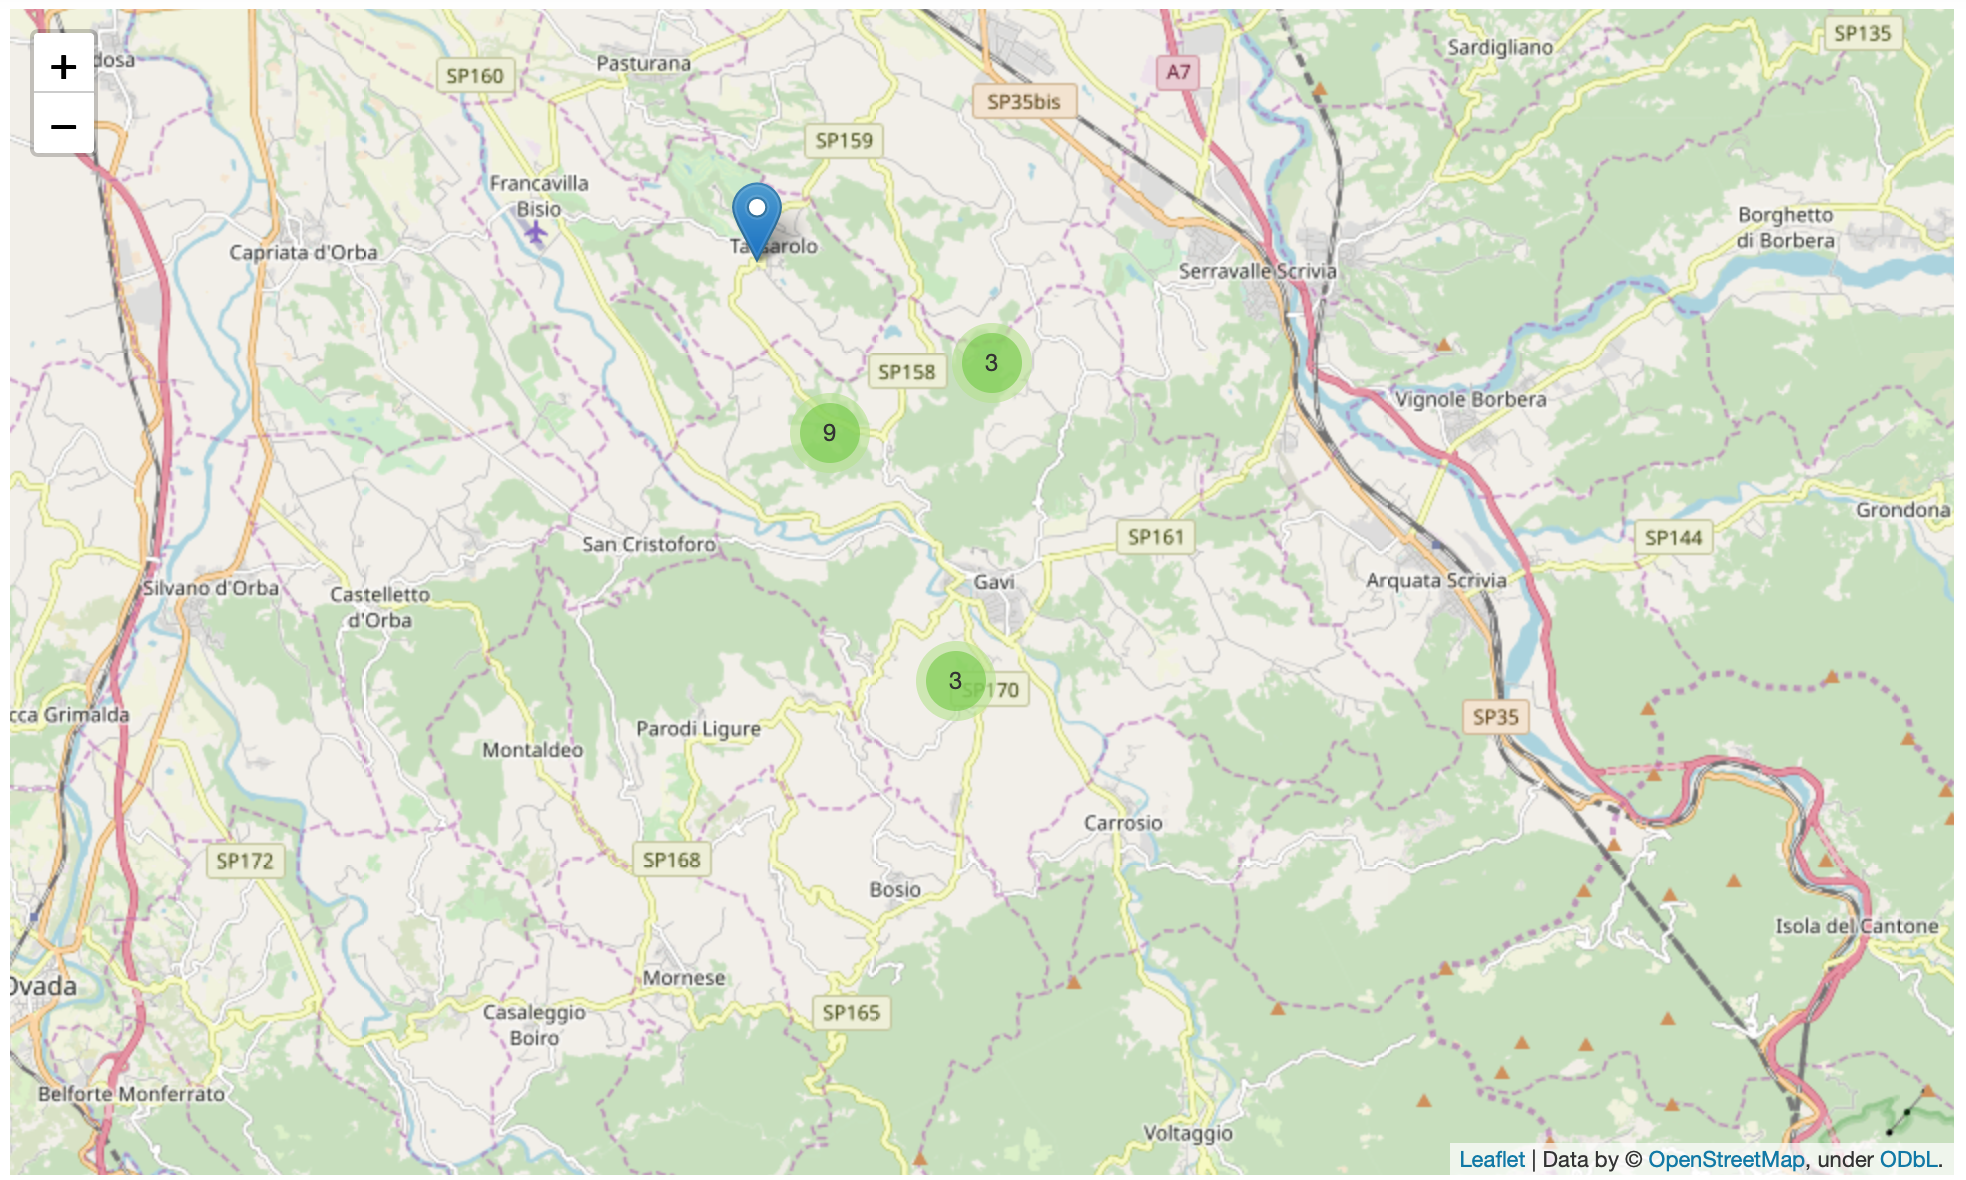 +
−
dosa
SP160
Pasturana
SP35bis
A7
Sardigliano
SP135
SP159
Francavilla
Bisio
Capriata d'Orba
Serravalle Scrivia
Borghetto
di Borbera
3
SP158
9
Vignole Borbera
San Cristoforo
SP161
SP144
Grondona
Silvano d'Orba
Castelletto
d'Orba
Gavi
Arquata Scrivia
3
SP170
cca Grimalda
Parodi Ligure
Montaldeo
SP35
Carrosio
SP172
SP168
Bosio
Isola del Cantone
Ovada
Mornese
Casaleggio
Boiro
SP165
Belforte Monferrato
Voltaggio
Leaflet | Data by © OpenStreetMap, under ODbL.